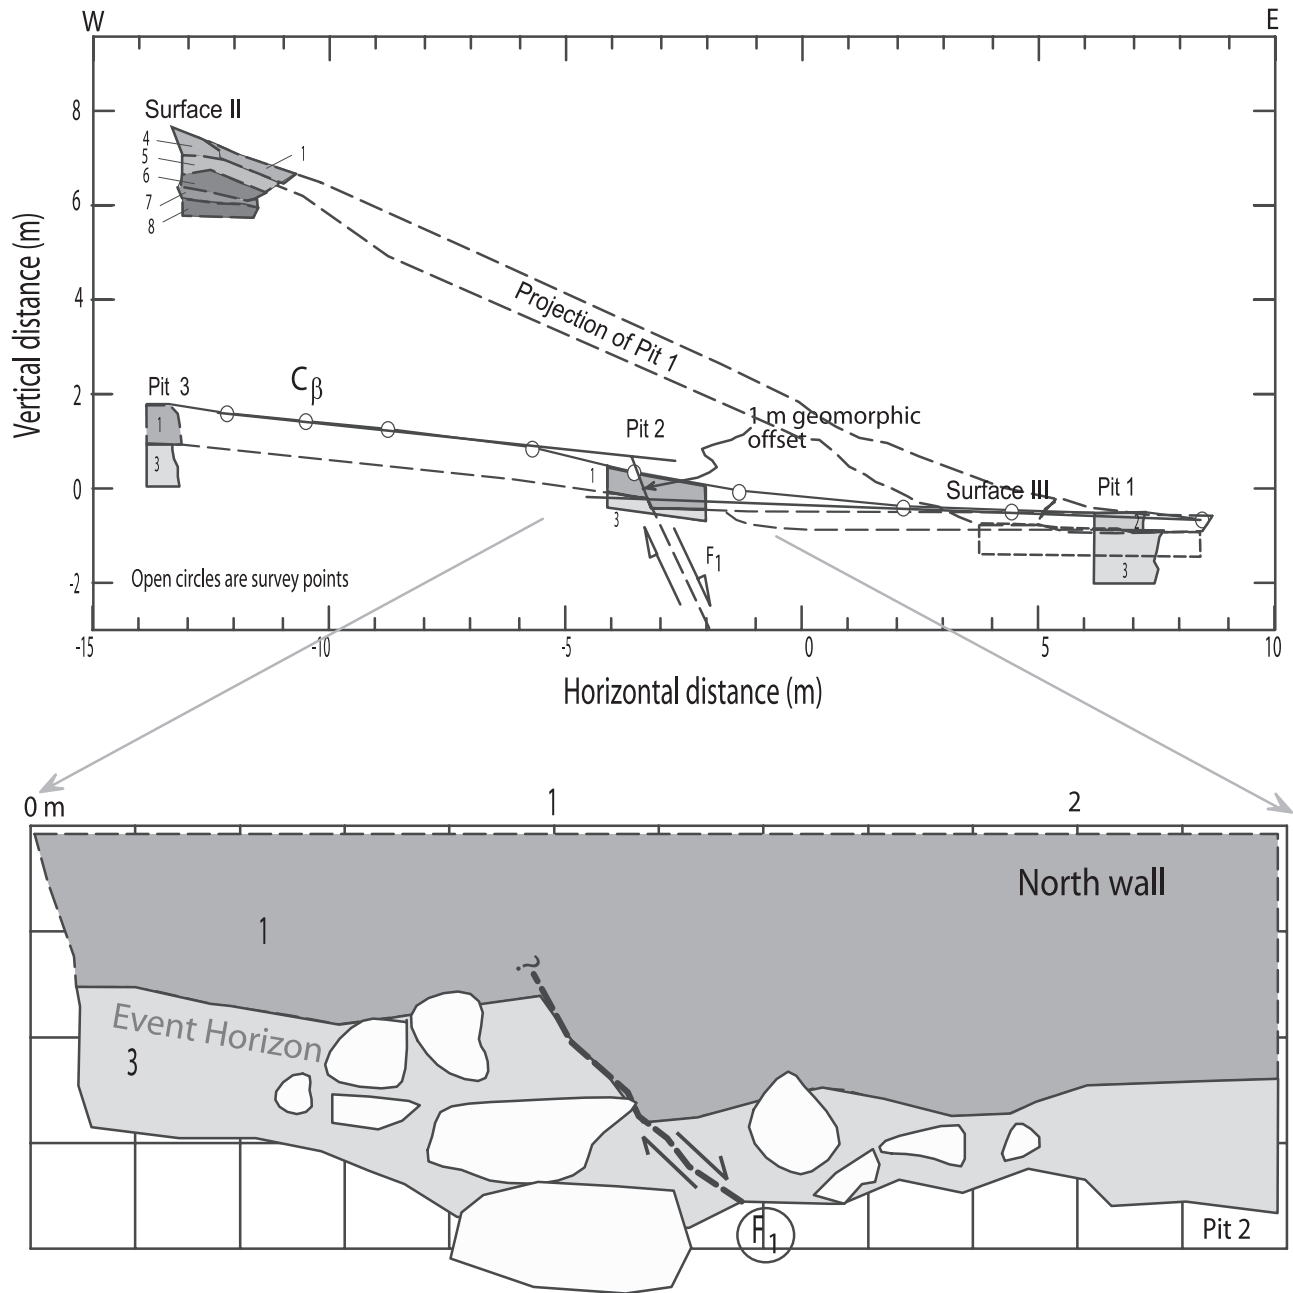 W
E
8
6
4
2
0
-2
Vertical distance (m)
Surface II
4
5
6
7
8
1
Projection of Pit 1
Pit 3
Cβ
1
3
Pit 2
1 m geomorphic
offset
1
3
Surface III
Pit 1
2
3
F1
Open circles are survey points
-15
-10
-5
0
5
10
Horizontal distance (m)
0 m
1
2
North wall
1
?
Event Horizon
3
F1
Pit 2